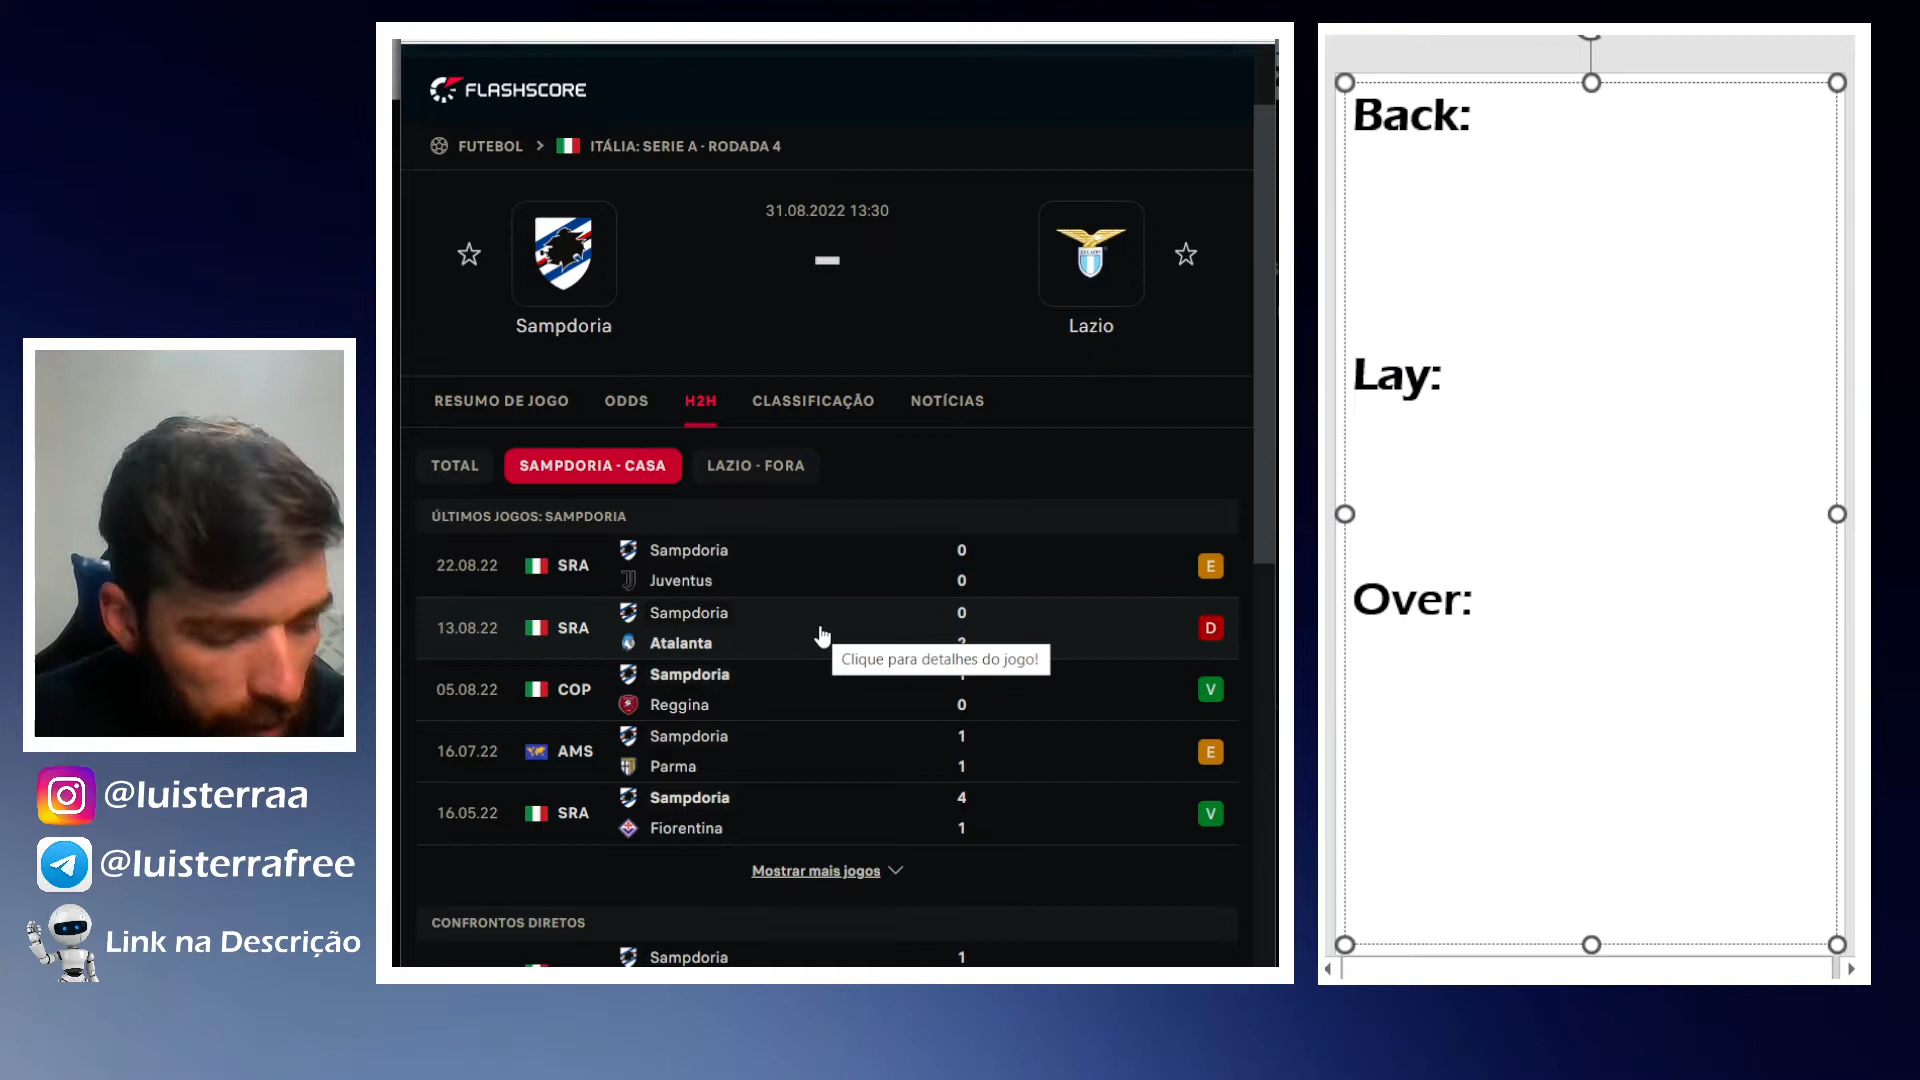 FLASHSCORE
FUTEBOL > ITÁLIA: SERIE A - RODADA 4
31.08.2022 13:30
-
Sampdoria
Lazio
RESUMO DE JOGO ODDS H2H CLASSIFICAÇÃO NOTÍCIAS
TOTAL SAMPDORIA - CASA LAZIO - FORA
ÚLTIMOS JOGOS: SAMPDORIA
22.08.22 SRA Sampdoria 0 E
Juventus 0
13.08.22 SRA Sampdoria 0 D
Atalanta
Clique para detalhes do jogo!
05.08.22 COP Sampdoria V
Reggina 0
16.07.22 AMS Sampdoria 1 E
Parma 1
16.05.22 SRA Sampdoria 4 V
Fiorentina 1
Mostrar mais jogos
CONFRONTOS DIRETOS
Sampdoria 1
Back:
Lay:
Over:
@luisterraa
@luisterrafree
Link na Descrição